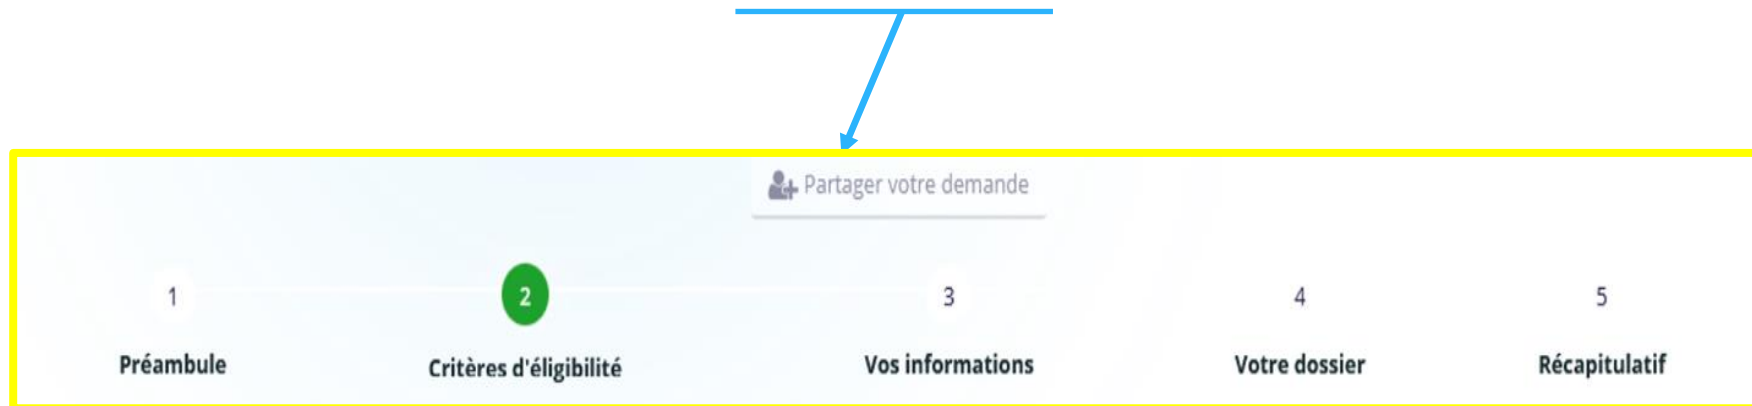 Partager votre demande
1 2 3 4 5
Préambule Critères d'éligibilité Vos informations Votre dossier Récapitulatif